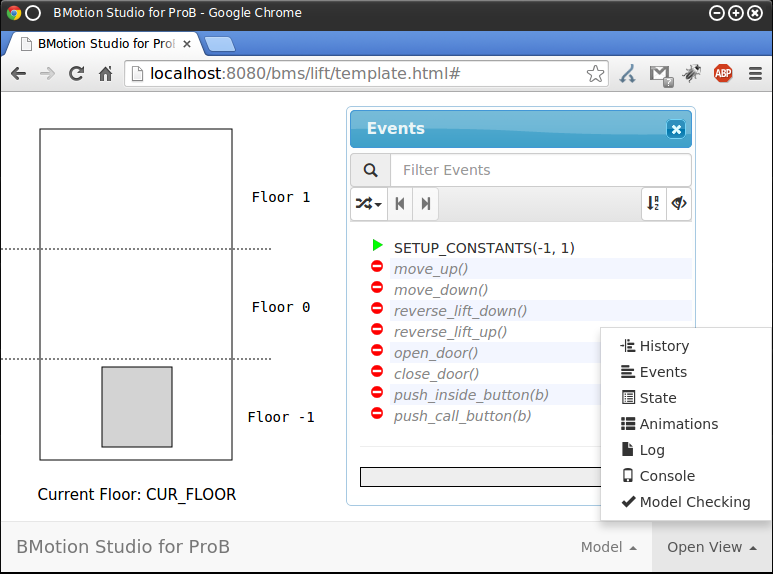 BMotion Studio for ProB - Google Chrome
BMotion Studio for Prob
localhost:8080/bms/lift/template.html#
ABP
Floor 1
Floor 0
Floor -1
Current Floor: CUR_FLOOR
Events
Filter Events
SETUP_CONSTANTS(-1, 1)
move_up()
move_down()
reverse_lift_down()
reverse_lift_up()
open_door()
close_door()
push_inside_button(b)
push_call_button(b)
History
Events
State
Animations
Log
Console
Model Checking
BMotion Studio for ProB
Model
Open View